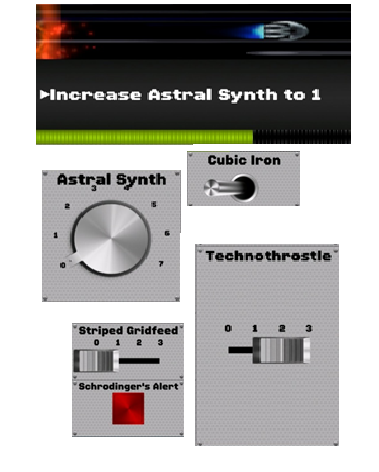 ▶Increase Astral Synth to 1
Cubic Iron
Astral Synth
0 1 2 3 4 5 6 7
Technothrostle
0 1 2 3
Striped Gridfeed
0 1 2 3
Schrodinger's Alert